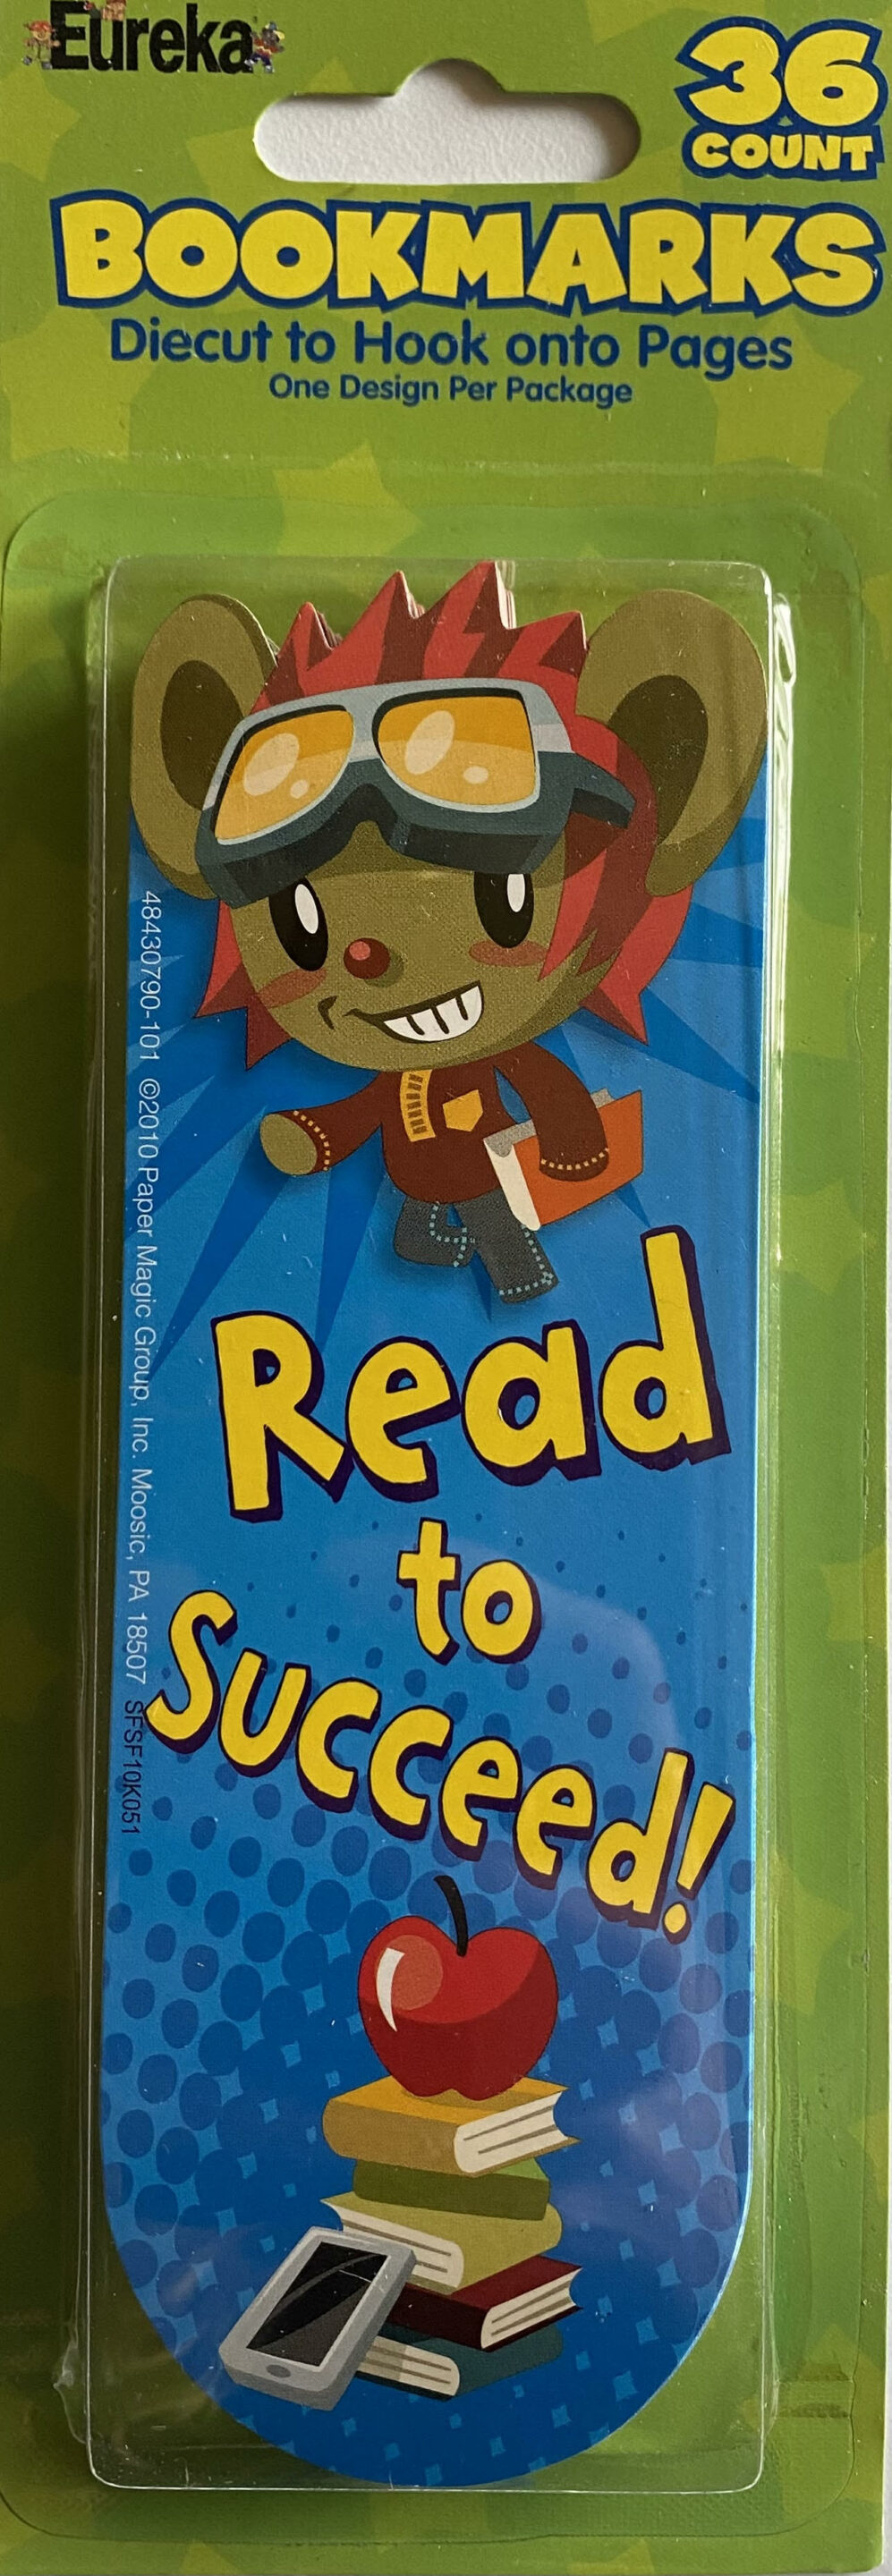 Eureka
36
COUNT
BOOKMARKS
Diecut to Hook onto Pages
One Design Per Package
48430790-101 ©2010 Paper Magic Group, Inc. Moosic, PA 18507 SFSF10K051
Read
to
Succeed!